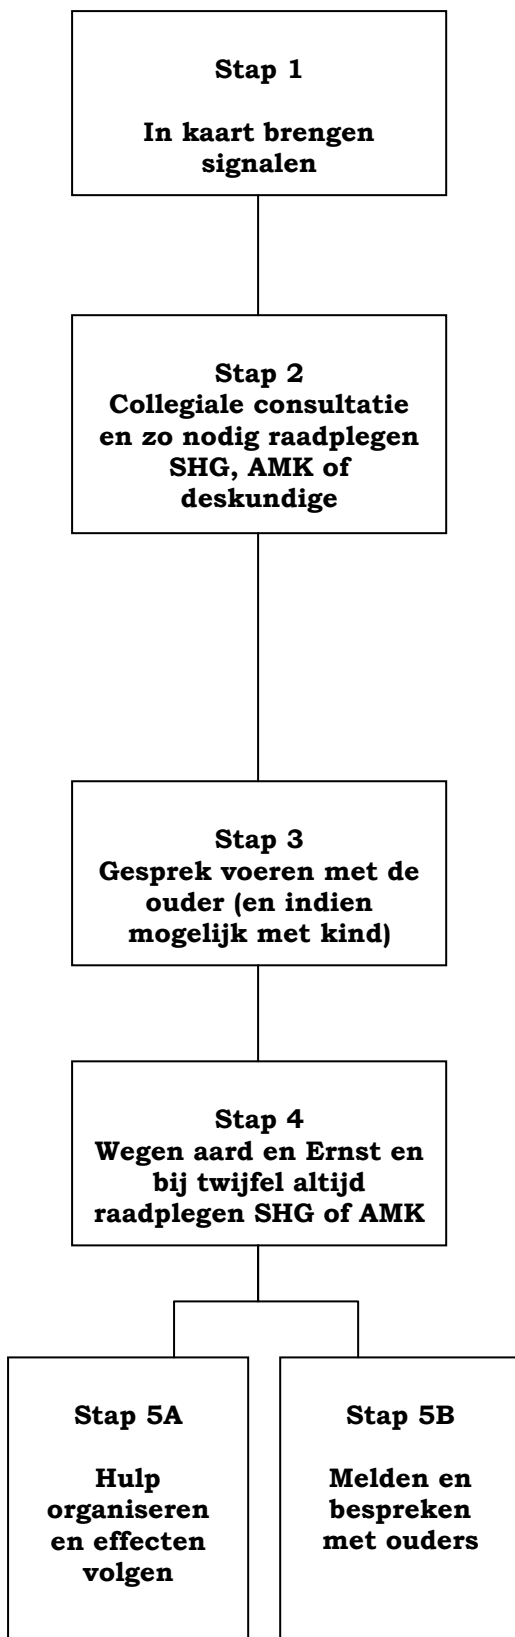 Stap 1
In kaart brengen
signalen
Stap 2
Collegiale consultatie
en zo nodig raadplegen
SHG, AMK of
deskundige
Stap 3
Gesprek voeren met de
ouder (en indien
mogelijk met kind)
Stap 4
Wegen aard en Ernst en
bij twijfel altijd
raadplegen SHG of AMK
Stap 5A
Hulp
organiseren
en effecten
volgen
Stap 5B
Melden en
bespreken
met ouders